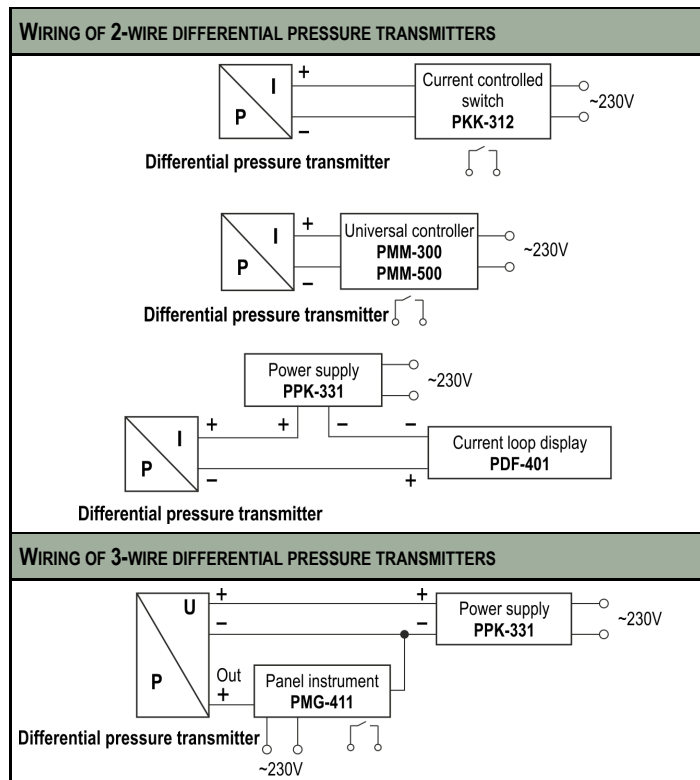 WIRING OF 2-WIRE DIFFERENTIAL PRESSURE TRANSMITTERS
I
P
+
−
Current controlled
switch
PKK-312
~230V
Differential pressure transmitter
I
P
+
−
Universal controller
PMM-300
PMM-500
~230V
Differential pressure transmitter
Power supply
PPK-331
~230V
I
P
+
+
−
−
−
+
Current loop display
PDF-401
Differential pressure transmitter
WIRING OF 3-WIRE DIFFERENTIAL PRESSURE TRANSMITTERS
U
P
+
−
+
−
Power supply
PPK-331
~230V
Out
+
Panel instrument
PMG-411
Differential pressure transmitter
~230V